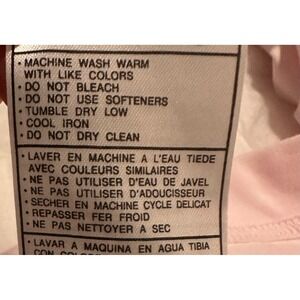 • MACHINE WASH WARM
WITH LIKE COLORS
• DO NOT BLEACH
• DO NOT USE SOFTENERS
• TUMBLE DRY LOW
• COOL IRON
• DO NOT DRY CLEAN
• LAVER EN MACHINE A L'EAU TIEDE
AVEC COULEURS SIMILAIRES
• NE PAS UTILISER D'EAU DE JAVEL
• NE PAS UTILISER D'ADOUCISSEUR
• SECHER EN MACHINE CYCLE DELICAT
• REPASSER FER FROID
• NE PAS NETTOYER A SEC
• LAVAR A MAQUINA EN AGUA TIBIA
CON